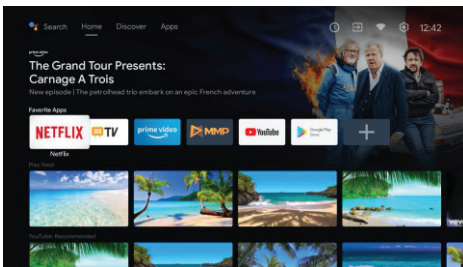 Search Home Discover Apps 12:42
prime video
The Grand Tour Presents:
Carnage A Trois
New episode | The petrolhead trio embark on an epic French adventure
Favorite Apps
NETFLIX TV prime video MMP YouTube Google Play
Store
Netflix
Play Next
YouTube: Recommended